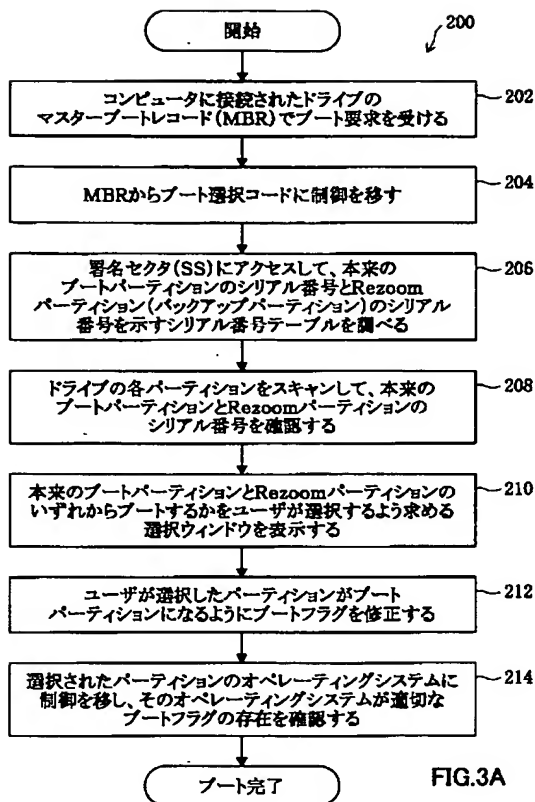 開始
200
コンピュータに接続されたドライブの
マスターブートレコード(MBR)でブート要求を受ける
202
MBRからブート選択コードに制御を移す
204
署名セクタ(SS)にアクセスして、本来の
ブートパーティションのシリアル番号とRezoom
パーティション(バックアップパーティション)のシリアル
番号を示すシリアル番号テーブルを調べる
206
ドライブの各パーティションをスキャンして、本来の
ブートパーティションとRezoomパーティションの
シリアル番号を確認する
208
本来のブートパーティションとRezoomパーティションの
いずれからブートするかをユーザが選択するよう求める
選択ウィンドウを表示する
210
ユーザが選択したパーティションがブート
パーティションになるようにブートフラグを修正する
212
選択されたパーティションのオペレーティングシステムに
制御を移し、そのオペレーティングシステムが適切な
ブートフラグの存在を確認する
214
ブート完了
FIG.3A